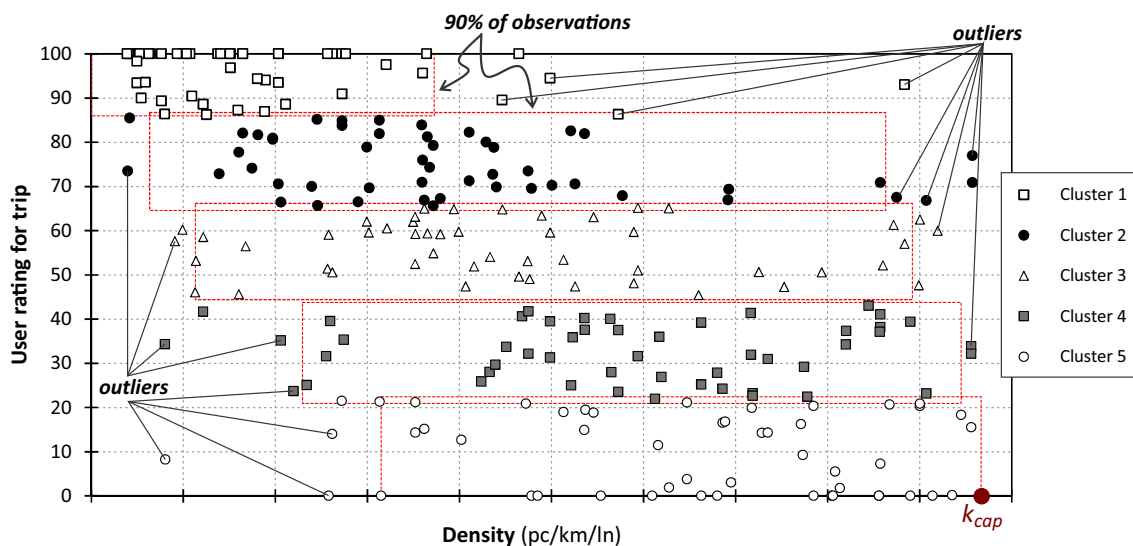 90% of observations
outliers
User rating for trip
100
90
80
70
60
50
40
30
20
10
0
Cluster 1
Cluster 2
Cluster 3
Cluster 4
Cluster 5
outliers
Density (pc/km/ln)
kcap